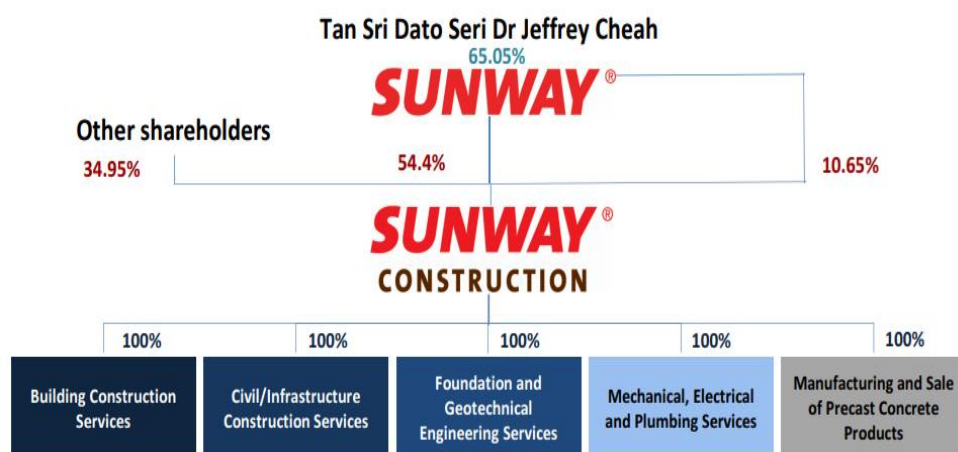 Tan Sri Dato Seri Dr Jeffrey Cheah
65.05%
SUNWAY®
Other shareholders
34.95%
54.4%
10.65%
SUNWAY®
CONSTRUCTION
100%
100%
100%
100%
100%
Building Construction
Services
Civil/Infrastructure
Construction Services
Foundation and
Geotechnical
Engineering Services
Mechanical, Electrical
and Plumbing Services
Manufacturing and Sale
of Precast Concrete
Products